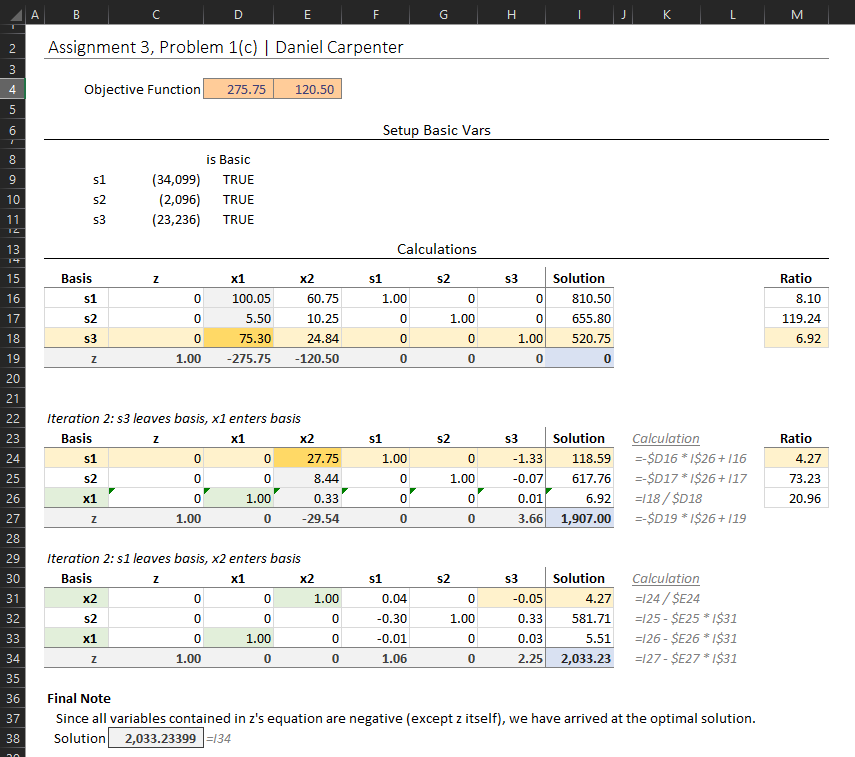 A B C D E F G H I J K L M
2 Assignment 3, Problem 1(c) | Daniel Carpenter
3
4 Objective Function 275.75 120.50
5
6 Setup Basic Vars
8 is Basic
9 s1 (34,099) TRUE
10 s2 (2,096) TRUE
11 s3 (23,236) TRUE
13 Calculations
15 Basis z x1 x2 s1 s2 s3 Solution Ratio
16 s1 0 100.05 60.75 1.00 0 0 810.50 8.10
17 s2 0 5.50 10.25 0 1.00 0 655.80 119.24
18 s3 0 75.30 24.84 0 0 1.00 520.75 6.92
19 z 1.00 -275.75 -120.50 0 0 0 0
20
21
22 Iteration 2: s3 leaves basis, x1 enters basis
23 Basis z x1 x2 s1 s2 s3 Solution Calculation Ratio
24 s1 0 0 27.75 1.00 0 -1.33 118.59 =-$D16 * I$26 + I16 4.27
25 s2 0 0 8.44 0 1.00 -0.07 617.76 =-$D17 * I$26 + I17 73.23
26 x1 0 1.00 0.33 0 0 0.01 6.92 =I18 / $D18 20.96
27 z 1.00 0 -29.54 0 0 3.66 1,907.00 =-$D19 * I$26 + I19
28
29 Iteration 2: s1 leaves basis, x2 enters basis
30 Basis z x1 x2 s1 s2 s3 Solution Calculation
31 x2 0 0 1.00 0.04 0 -0.05 4.27 =I24 / $E24
32 s2 0 0 0 -0.30 1.00 0.33 581.71 =I25 - $E25 * I$31
33 x1 0 1.00 0 -0.01 0 0.03 5.51 =I26 - $E26 * I$31
34 z 1.00 0 0 1.06 0 2.25 2,033.23 =I27 - $E27 * I$31
35
36 Final Note
37 Since all variables contained in z's equation are negative (except z itself), we have arrived at the optimal solution.
38 Solution 2,033.23399 =I34